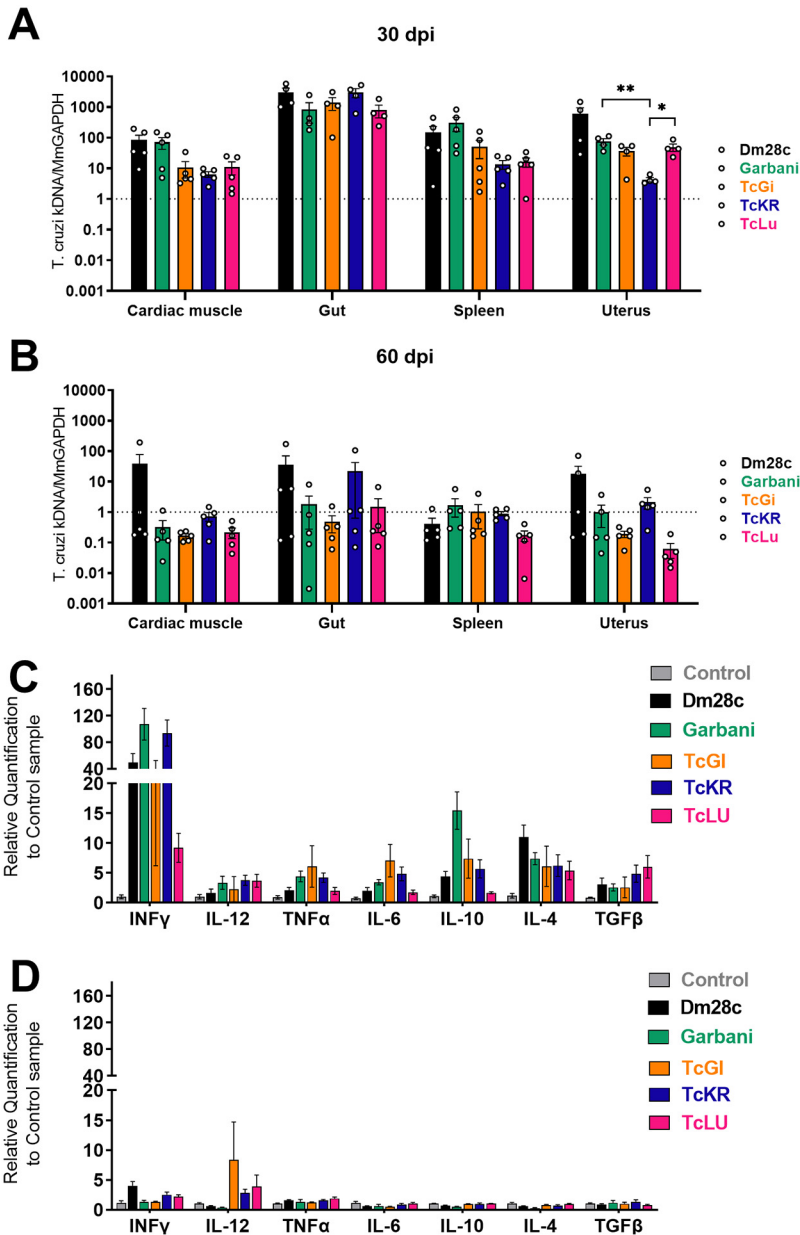 A
30 dpi
T. cruzi kDNA/MmGAPDH
10000
1000
100
10
1
0.1
0.01
0.001
** 
*
Cardiac muscle
Gut
Spleen
Uterus
Dm28c
Garbani
TcGi
TcKR
TcLu
B
60 dpi
T. cruzi kDNA/MmGAPDH
10000
1000
100
10
1
0.1
0.01
0.001
Cardiac muscle
Gut
Spleen
Uterus
Dm28c
Garbani
TcGi
TcKR
TcLu
C
Relative Quantification
to Control sample
160
120
80
40
20
15
10
5
0
INFγ
IL-12
TNFα
IL-6
IL-10
IL-4
TGFβ
Control
Dm28c
Garbani
TcGI
TcKR
TcLU
D
Relative Quantification
to Control sample
160
120
80
40
20
15
10
5
0
INFγ
IL-12
TNFα
IL-6
IL-10
IL-4
TGFβ
Control
Dm28c
Garbani
TcGI
TcKR
TcLU